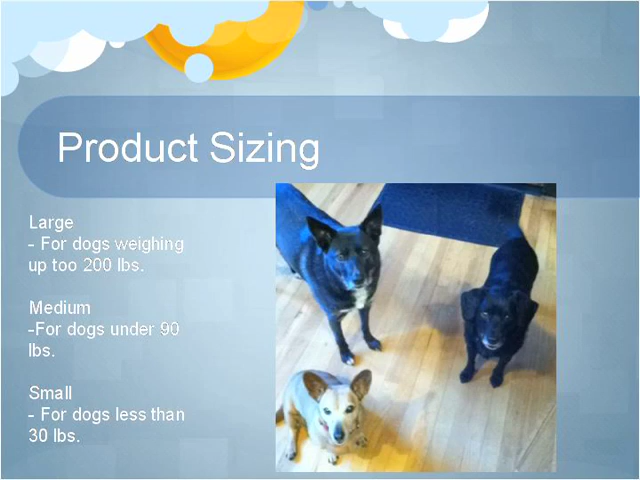 Product Sizing
Large
- For dogs weighing
up too 200 lbs.
Medium
-For dogs under 90
lbs.
Small
- For dogs less than
30 lbs.